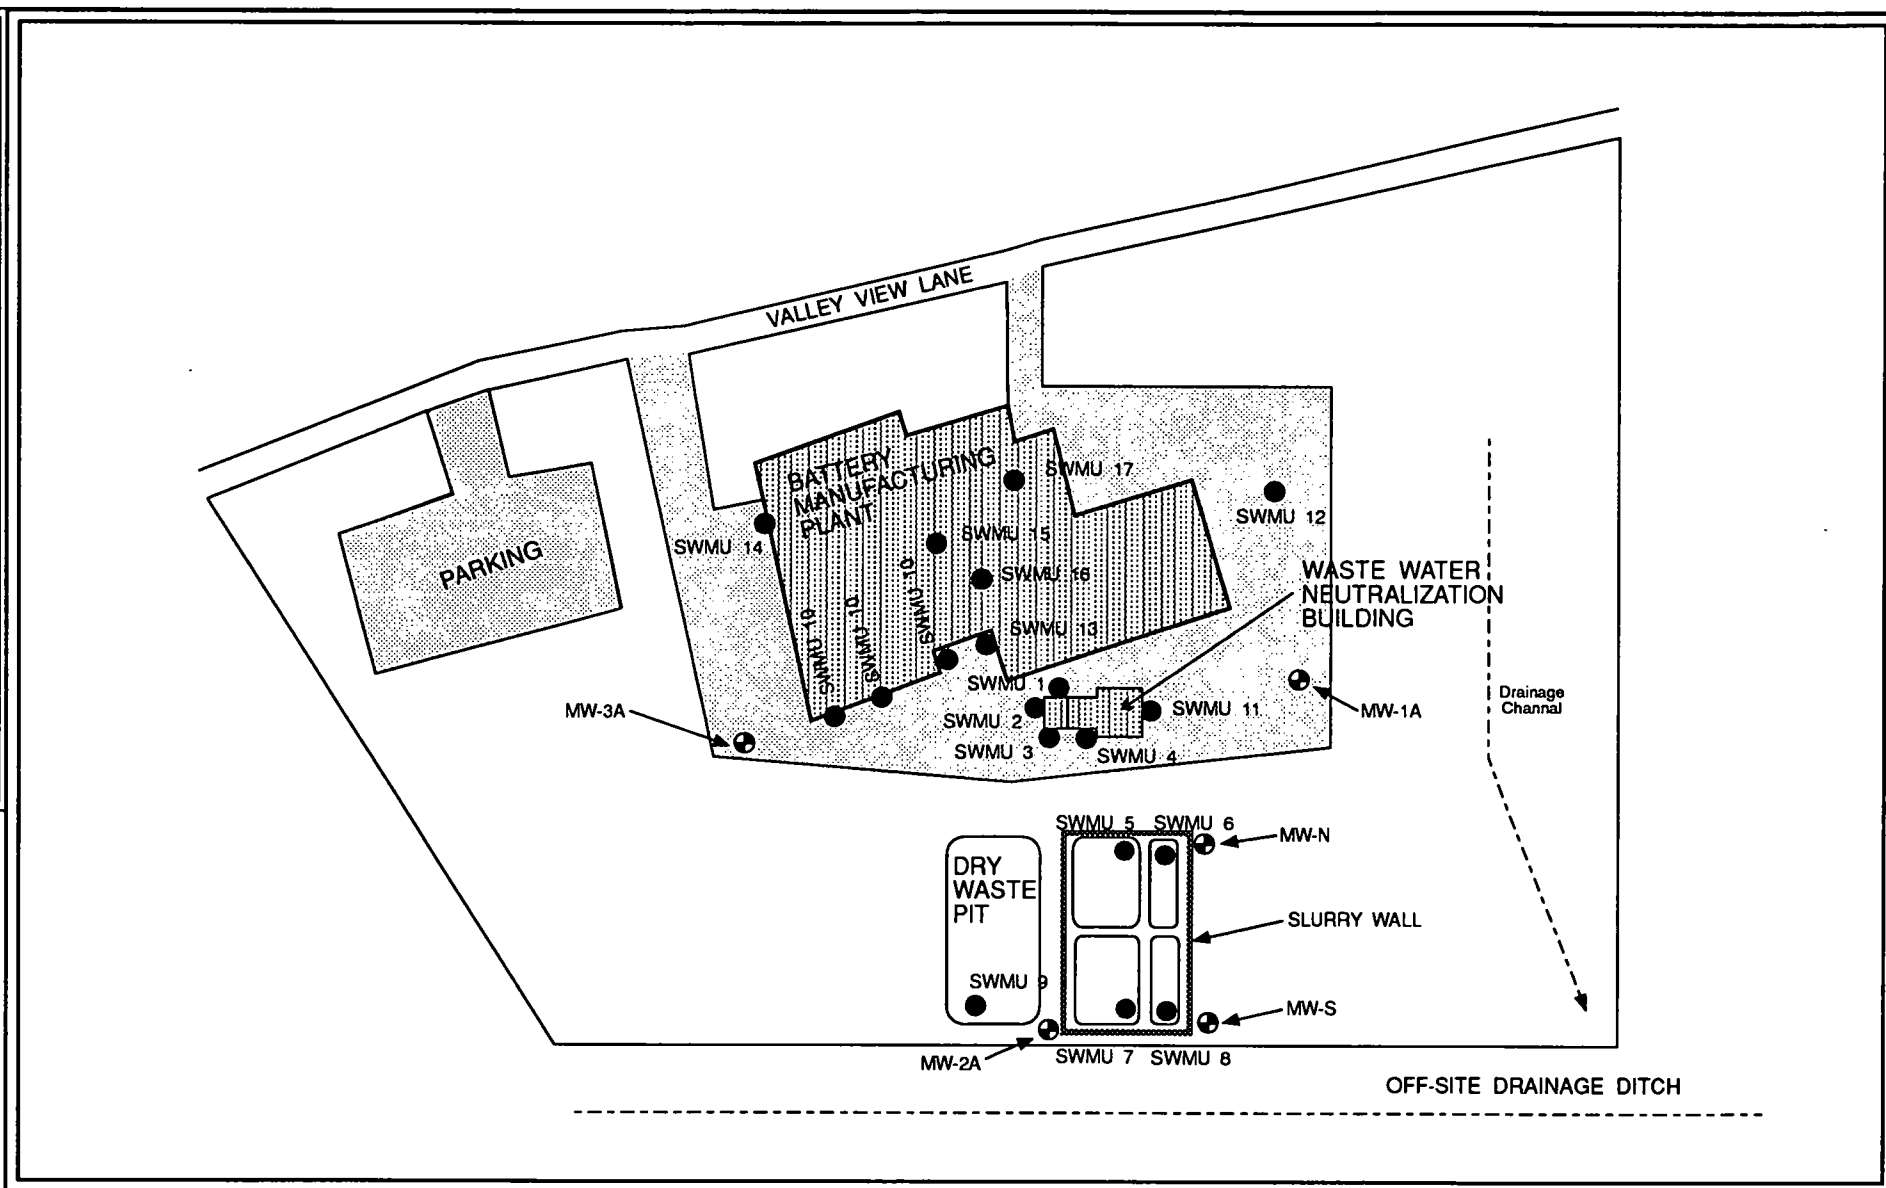 VALLEY VIEW LANE
BATTERY
MANUFACTURING
PLANT
SWMU 17
SWMU 12
SWMU 14
SWMU 15
PARKING
SWMU 16
WASTE WATER
NEUTRALIZATION
BUILDING
SWMU 10
SWMU 10
SWMU 10
SWMU 13
SWMU 1
MW-3A
SWMU 2
SWMU 11
MW-1A
Drainage
Channel
SWMU 3
SWMU 4
SWMU 5
SWMU 6
MW-N
DRY
WASTE
PIT
SLURRY WALL
SWMU 9
MW-S
MW-2A
SWMU 7
SWMU 8
OFF-SITE DRAINAGE DITCH